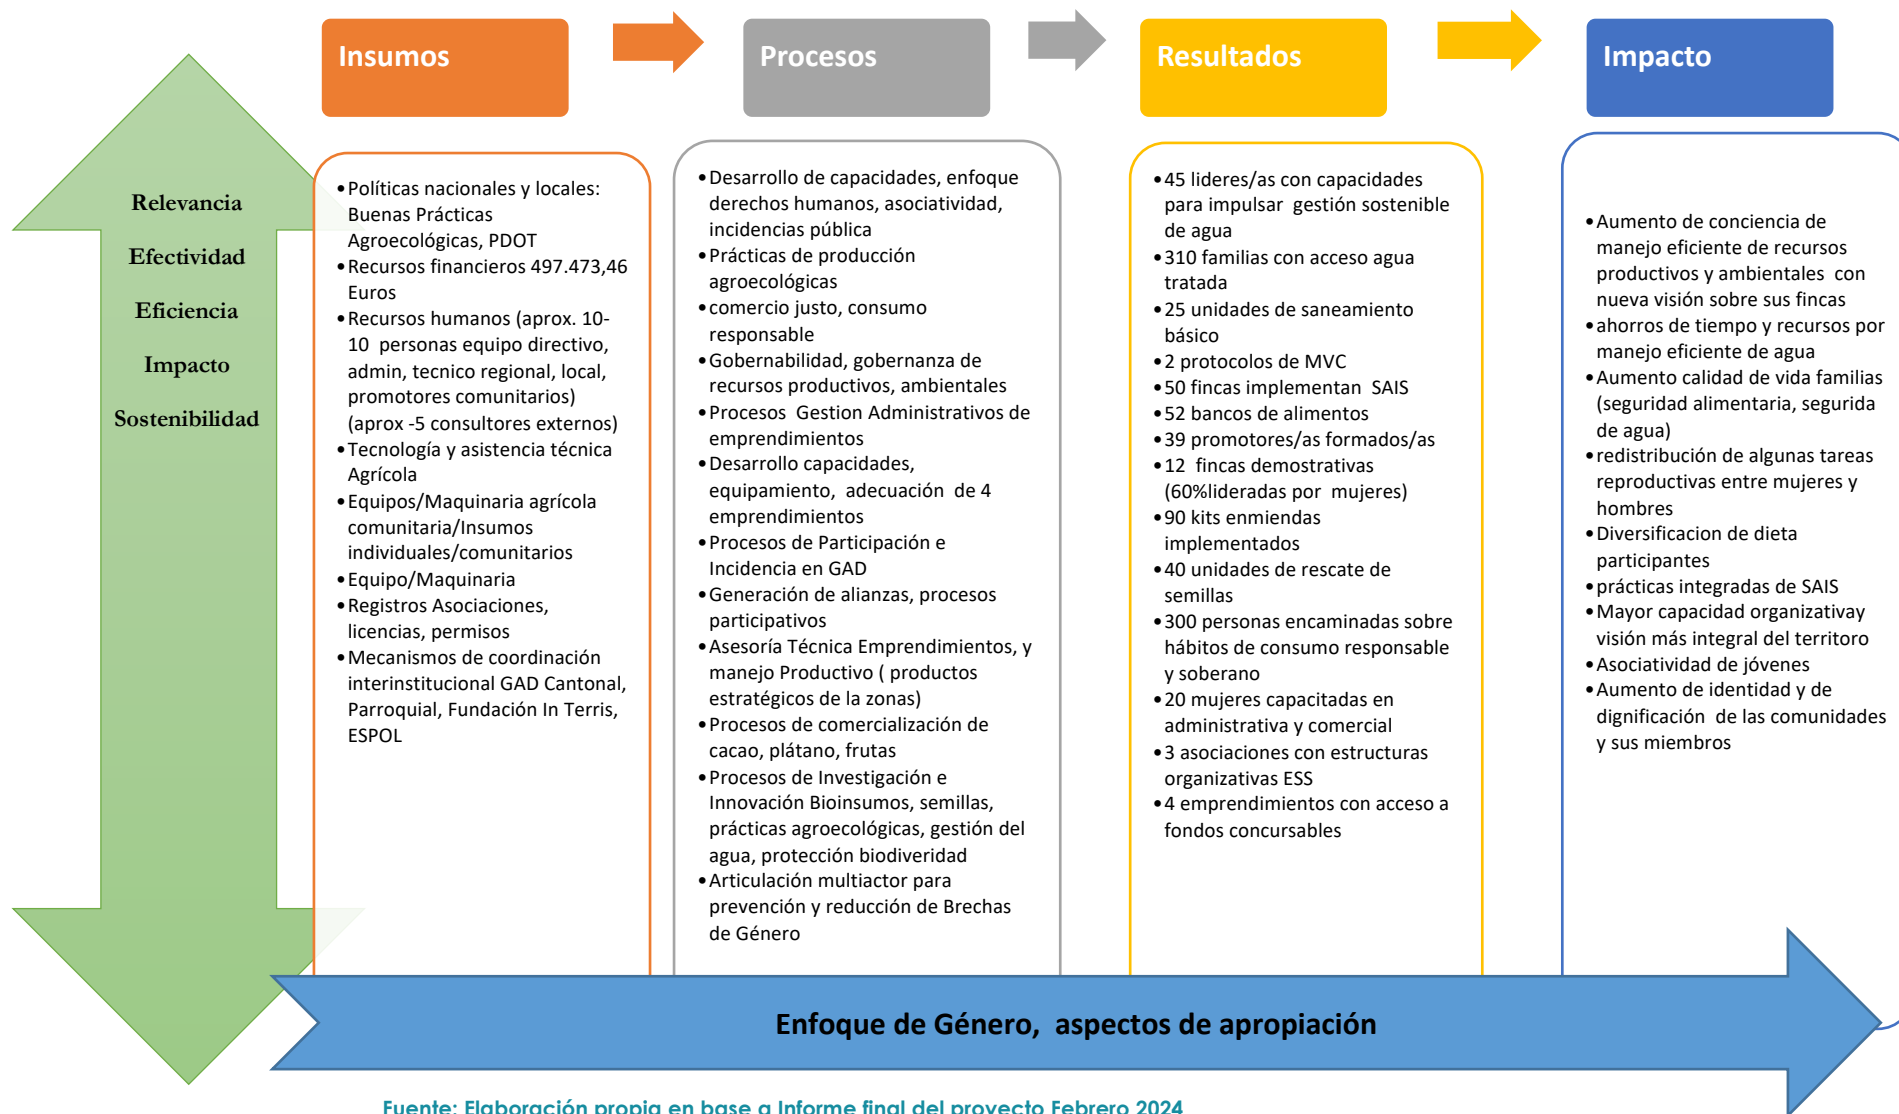 Insumos
Procesos
Resultados
Impacto
Relevancia
Efectividad
Eficiencia
Impacto
Sostenibilidad
•Políticas nacionales y locales:
Buenas Prácticas
Agroecológicas, PDOT
•Recursos financieros 497.473,46
Euros
•Recursos humanos (aprox. 10-
10 personas equipo directivo,
admin, tecnico regional, local,
promotores comunitarios)
(aprox -5 consultores externos)
•Tecnología y asistencia técnica
Agrícola
•Equipos/Maquinaria agrícola
comunitaria/Insumos
individuales/comunitarios
•Equipo/Maquinaria
•Registros Asociaciones,
licencias, permisos
•Mecanismos de coordinación
interinstitucional GAD Cantonal,
Parroquial, Fundación In Terris,
ESPOL
•Desarrollo de capacidades, enfoque
derechos humanos, asociatividad,
incidencias pública
•Prácticas de producción
agroecológicas
•comercio justo, consumo
responsable
•Gobernabilidad, gobernanza de
recursos productivos, ambientales
•Procesos Gestion Administrativos de
emprendimientos
•Desarrollo capacidades,
equipamiento, adecuación de 4
emprendimientos
•Procesos de Participación e
Incidencia en GAD
•Generación de alianzas, procesos
participativos
•Asesoría Técnica Emprendimientos, y
manejo Productivo ( productos
estratégicos de la zonas)
•Procesos de comercialización de
cacao, plátano, frutas
•Procesos de Investigación e
Innovación Bioinsumos, semillas,
prácticas agroecológicas, gestión del
agua, protección biodiveridad
•Articulación multiactor para
prevención y reducción de Brechas
de Género
•45 lideres/as con capacidades
para impulsar gestión sostenible
de agua
•310 familias con acceso agua
tratada
•25 unidades de saneamiento
básico
•2 protocolos de MVC
•50 fincas implementan SAIS
•52 bancos de alimentos
•39 promotores/as formados/as
•12 fincas demostrativas
(60%lideradas por mujeres)
•90 kits enmiendas
implementados
•40 unidades de rescate de
semillas
•300 personas encaminadas sobre
hábitos de consumo responsable
y soberano
•20 mujeres capacitadas en
administrativa y comercial
•3 asociaciones con estructuras
organizativas ESS
•4 emprendimientos con acceso a
fondos concursables
•Aumento de conciencia de
manejo eficiente de recursos
productivos y ambientales con
nueva visión sobre sus fincas
•ahorros de tiempo y recursos por
manejo eficiente de agua
•Aumento calidad de vida familias
(seguridad alimentaria, segurida
de agua)
•redistribución de algunas tareas
reproductivas entre mujeres y
hombres
•Diversificacion de dieta
participantes
•prácticas integradas de SAIS
•Mayor capacidad organizativay
visión más integral del territoro
•Asociatividad de jóvenes
•Aumento de identidad y de
dignificación de las comunidades
y sus miembros
Enfoque de Género, aspectos de apropiación
Fuente: Elaboración propia en base a Informe final del proyecto Febrero 2024